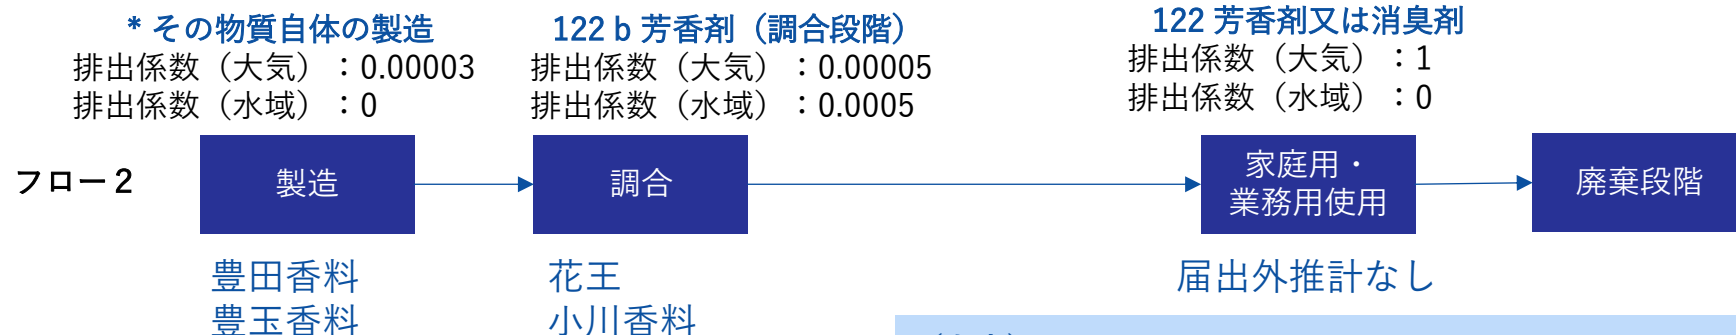 * その物質自体の製造
排出係数（大気）：0.00003
排出係数（水域）：0
122 b 芳香剤（調合段階）
排出係数（大気）：0.00005
排出係数（水域）：0.0005
122 芳香剤又は消臭剤
排出係数（大気）：1
排出係数（水域）：0
フロー２
製造
調合
家庭用・
業務用使用
廃棄段階
豊田香料
豊玉香料
花王
小川香料
届出外推計なし